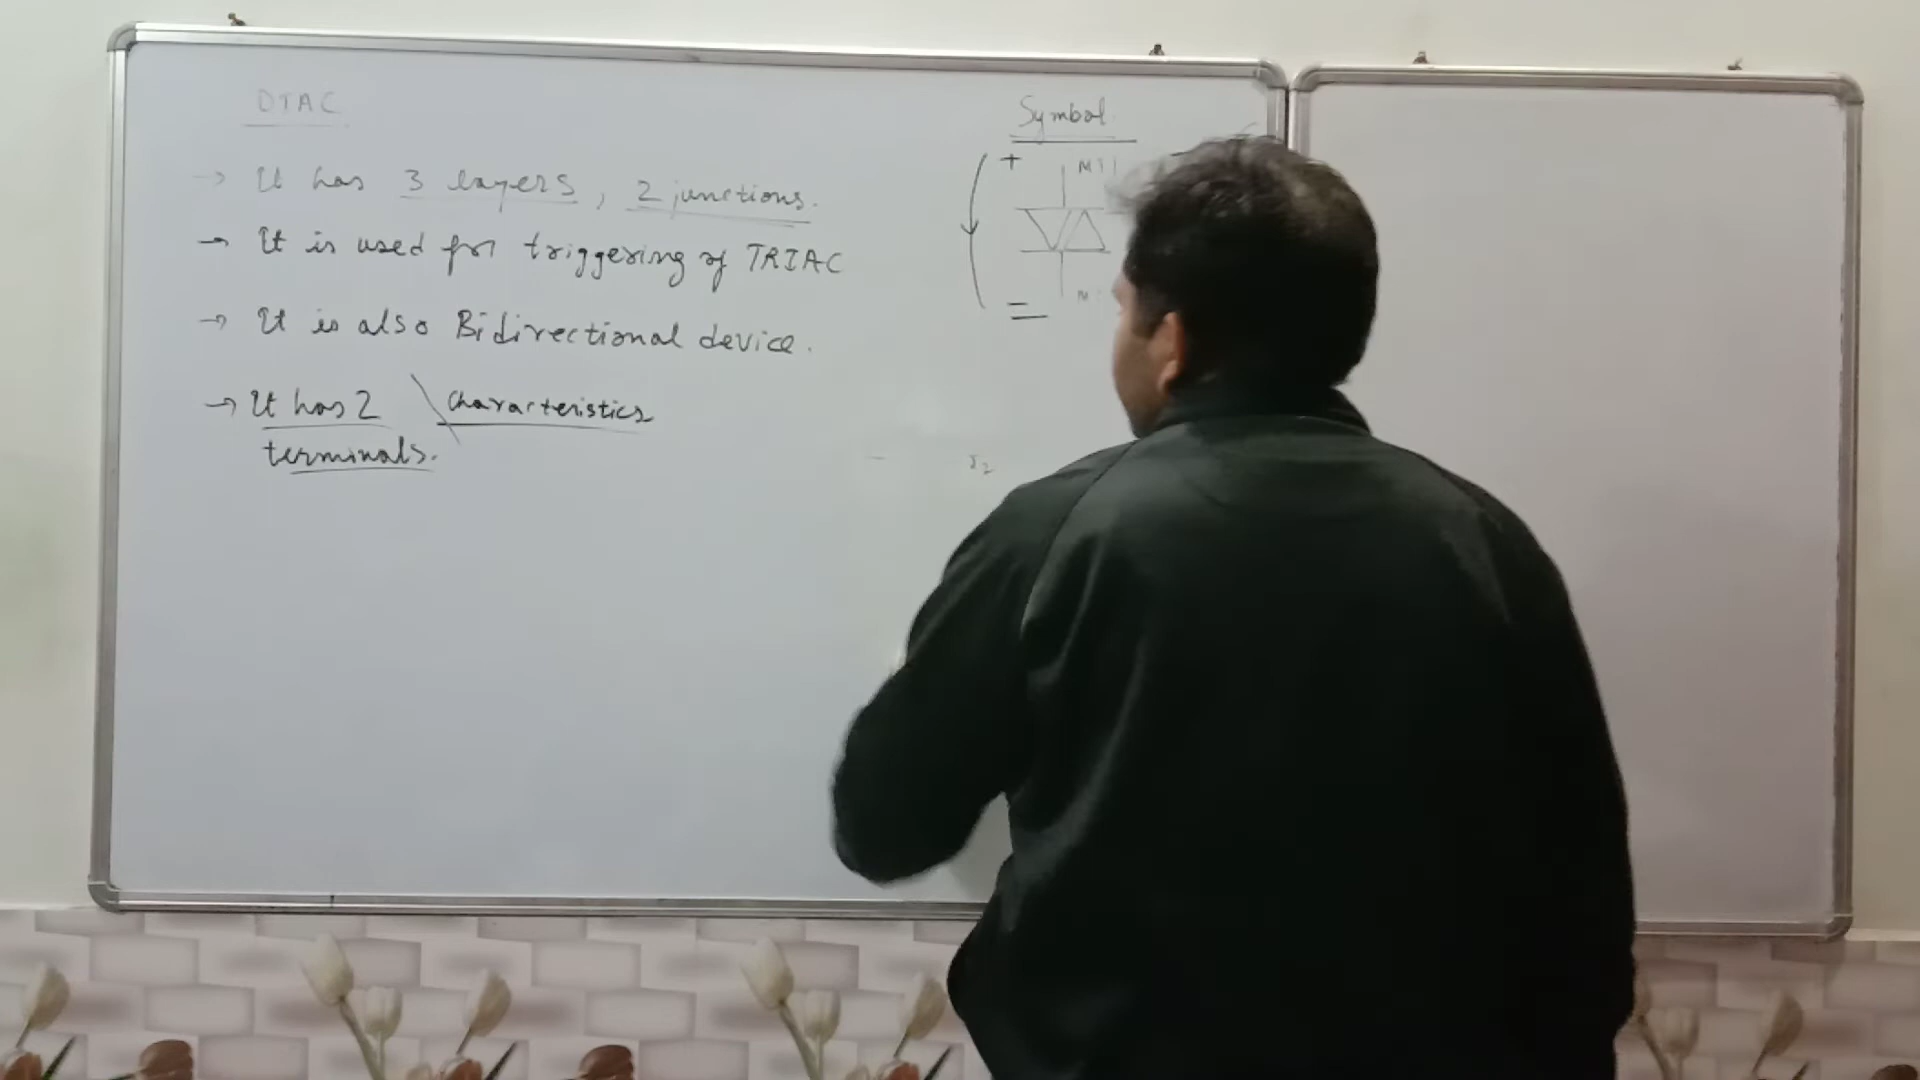 DIAC
→ It has 3 layers, 2 junctions.
→ It is used for triggering of TRIAC
→ It is also Bidirectional device.
→ It has 2
terminals.
Characteristics
Symbol
+ MT1